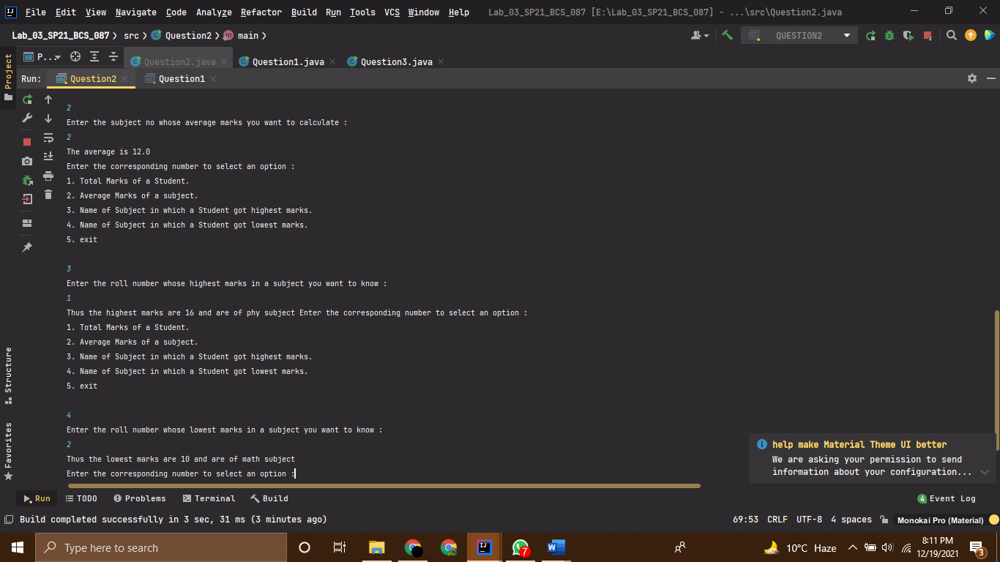 File Edit View Navigate Code Analyze Refactor Build Run Tools VCS Window Help Lab_03_SP21_BCS_087 [E:\Lab_03_SP21_BCS_087] - ...\src\Question2.java
Lab_03_SP21_BCS_087 src Question2 main QUESTION2
Project
P... Question2.java Question1.java Question3.java
Run: Question2 Question1
2
Enter the subject no whose average marks you want to calculate :
2
The average is 12.0
Enter the corresponding number to select an option :
1. Total Marks of a Student.
2. Average Marks of a subject.
3. Name of Subject in which a Student got highest marks.
4. Name of Subject in which a Student got lowest marks.
5. exit
3
Enter the roll number whose highest marks in a subject you want to know :
1
Thus the highest marks are 16 and are of phy subject Enter the corresponding number to select an option :
1. Total Marks of a Student.
2. Average Marks of a subject.
3. Name of Subject in which a Student got highest marks.
4. Name of Subject in which a Student got lowest marks.
5. exit
4
Enter the roll number whose lowest marks in a subject you want to know :
2
Thus the lowest marks are 10 and are of math subject
Enter the corresponding number to select an option :
Structure
Favorites
help make Material Theme UI better
We are asking your permission to send
information about your configuration...
Run TODO Problems Terminal Build 4 Event Log
Build completed successfully in 3 sec, 31 ms (3 minutes ago) 69:53 CRLF UTF-8 4 spaces Monokai Pro (Material)
Type here to search 7 10°C Haze 8:11 PM
12/19/2021 3